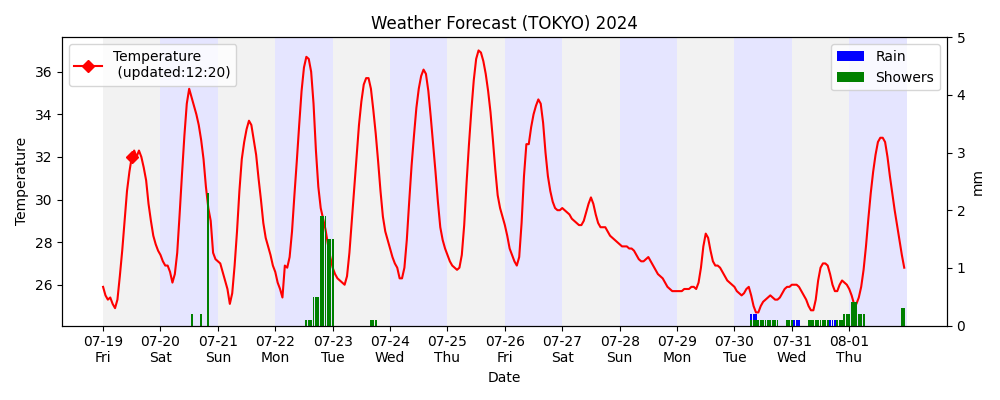 Weather Forecast (TOKYO) 2024
Temperature
(updated:12:20)
Rain
Showers
Temperature
36
34
32
30
28
26
5
4
3
2
1
0
mm
07-19 07-20 07-21 07-22 07-23 07-24 07-25 07-26 07-27 07-28 07-29 07-30 07-31 08-01
Fri Sat Sun Mon Tue Wed Thu Fri Sat Sun Mon Tue Wed Thu
Date